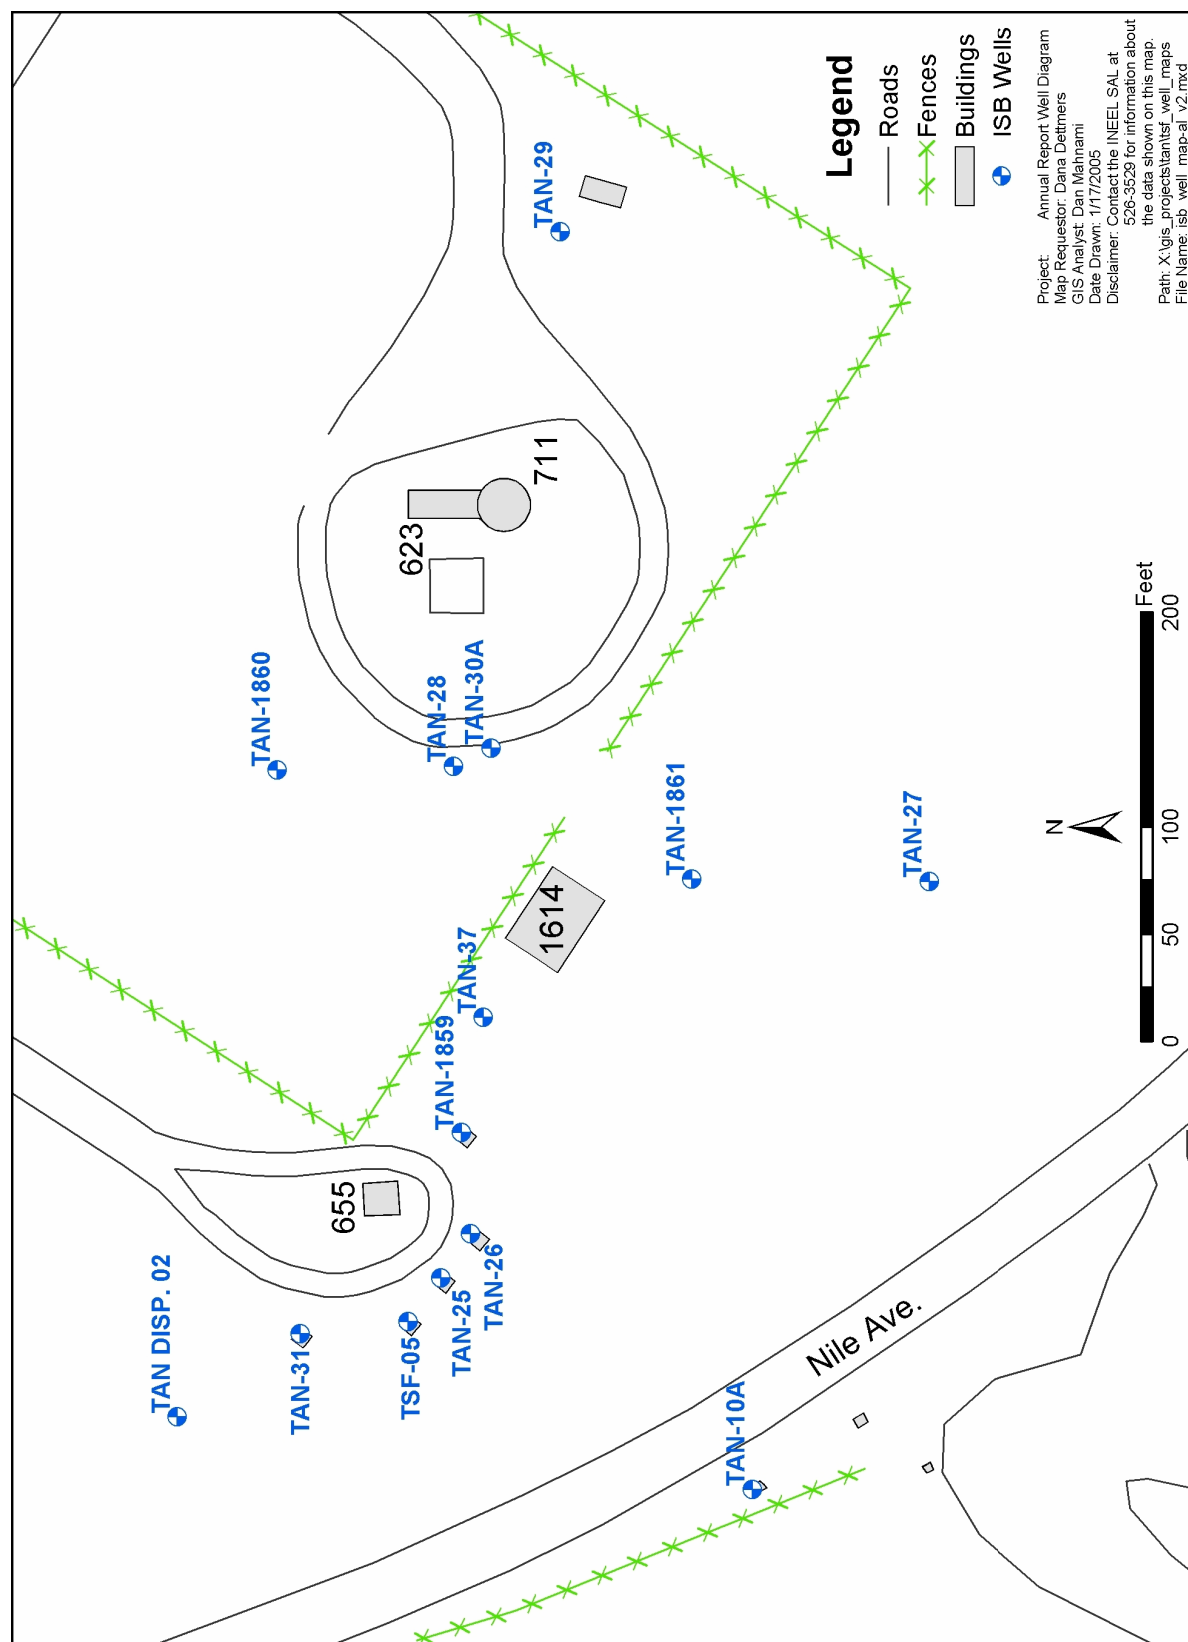 TAN DISP. 02
TAN-31
TSF-05
TAN-25
TAN-26
655
TAN-1859
TAN-37
1614
TAN-10A
Nile Ave.
TAN-1860
TAN-28
TAN-30A
TAN-1861
TAN-27
623
711
TAN-29
N
0 50 100 200
Feet
Legend
Roads
Fences
Buildings
ISB Wells
Project: Annual Report Well Diagram
Map Requestor: Dana Dettmers
GIS Analyst: Dan Mahnami
Date Drawn: 1/17/2005
Disclaimer: Contact the INEEL SAL at
526-3529 for information about
the data shown on this map.
Path: X:\gis_projects\tan\tsf_well_maps
File Name: isb_well_map-al_v2.mxd